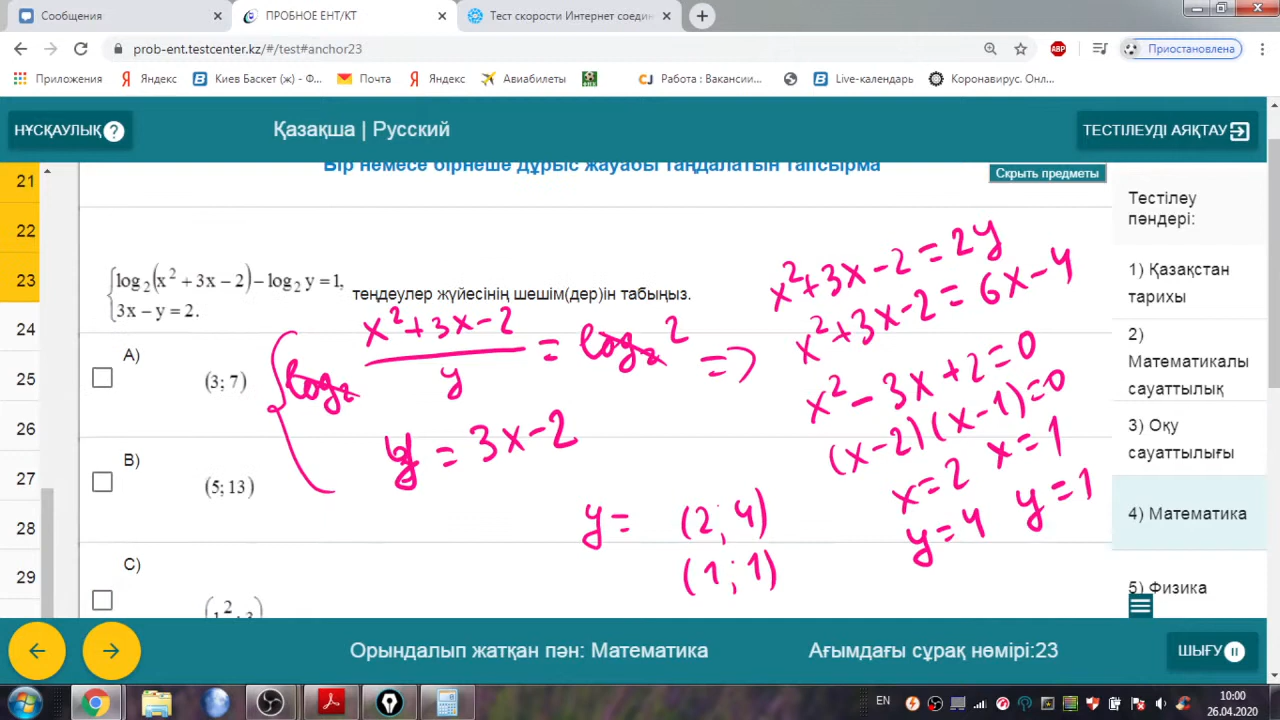 Сообщения
ПРОБНОЕ ЕНТ/КТ
Тест скорости Интернет соедин
prob-ent.testcenter.kz/#/test#anchor23
ABP
Приостановлена
Приложения
Яндекс
Киев Баскет (ж) - Ф...
Почта
Яндекс
Авиабилеты
Работа : Вакансии...
Live-календарь
Коронавирус. Онл...
НҰСҚАУЛЫҚ ?
Қазақша | Русский
ТЕСТІЛЕУДІ АЯҚТАУ
Бір немесе бірнеше дұрыс жауабы таңдалатын тапсырма
Скрыть предметы
21
22
23
24
25
26
27
28
29
log₂(x² + 3x − 2) − log₂ y = 1,
3x − y = 2.
теңдеулер жүйесінің шешім(дер)ін табыңыз.
A)
(3; 7)
B)
(5; 13)
C)
log₂ (x²+3x−2)/y = log₂ 2 =>
y = 3x−2
x²+3x−2 = 2y
x²+3x−2 = 6x−4
x²−3x+2=0
(x−2)(x−1)=0
x=2 x=1
y=4 y=1
y= (2; 4)
(1; 1)
Тестілеу пәндері:
1) Қазақстан тарихы
2) Математикалық сауаттылық
3) Оқу сауаттылығы
4) Математика
5) Физика
Орындалып жатқан пән: Математика
Ағымдағы сұрақ нөмірі:23
ШЫҒУ
EN
10:00
26.04.2020